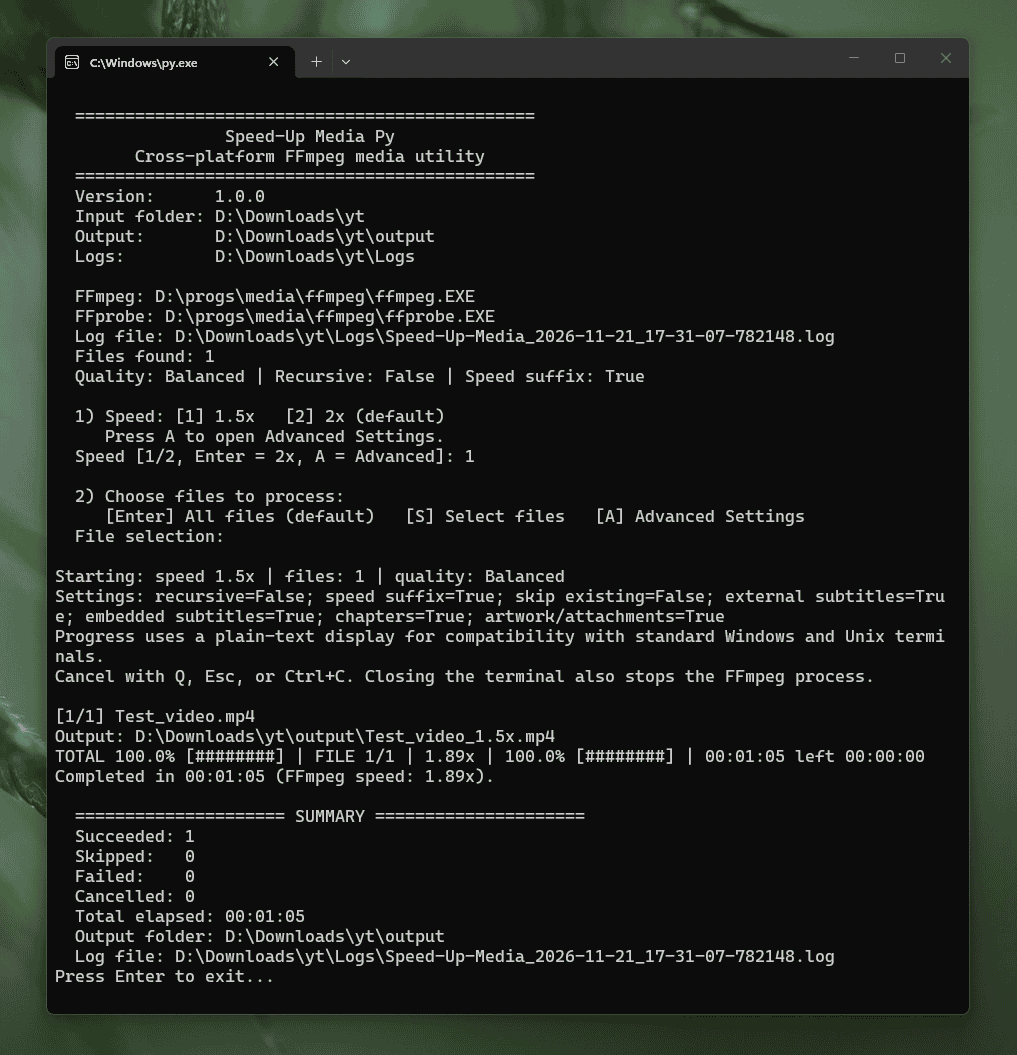 C:\Windows\py.exe
==============================================
Speed-Up Media Py
Cross-platform FFmpeg media utility
==============================================
Version:      1.0.0
Input folder: D:\Downloads\yt
Output:       D:\Downloads\yt\output
Logs:         D:\Downloads\yt\Logs
FFmpeg: D:\progs\media\ffmpeg\ffmpeg.EXE
FFprobe: D:\progs\media\ffmpeg\ffprobe.EXE
Log file: D:\Downloads\yt\Logs\Speed-Up-Media_2026-11-21_17-31-07-782148.log
Files found: 1
Quality: Balanced | Recursive: False | Speed suffix: True
1) Speed: [1] 1.5x   [2] 2x (default)
Press A to open Advanced Settings.
Speed [1/2, Enter = 2x, A = Advanced]: 1
2) Choose files to process:
[Enter] All files (default)   [S] Select files   [A] Advanced Settings
File selection:
Starting: speed 1.5x | files: 1 | quality: Balanced
Settings: recursive=False; speed suffix=True; skip existing=False; external subtitles=Tru
e; embedded subtitles=True; chapters=True; artwork/attachments=True
Progress uses a plain-text display for compatibility with standard Windows and Unix termi
nals.
Cancel with Q, Esc, or Ctrl+C. Closing the terminal also stops the FFmpeg process.
[1/1] Test_video.mp4
Output: D:\Downloads\yt\output\Test_video_1.5x.mp4
TOTAL 100.0% [########] | FILE 1/1 | 1.89x | 100.0% [########] | 00:01:05 left 00:00:00
Completed in 00:01:05 (FFmpeg speed: 1.89x).
===================== SUMMARY =====================
Succeeded: 1
Skipped:   0
Failed:    0
Cancelled: 0
Total elapsed: 00:01:05
Output folder: D:\Downloads\yt\output
Log file: D:\Downloads\yt\Logs\Speed-Up-Media_2026-11-21_17-31-07-782148.log
Press Enter to exit...